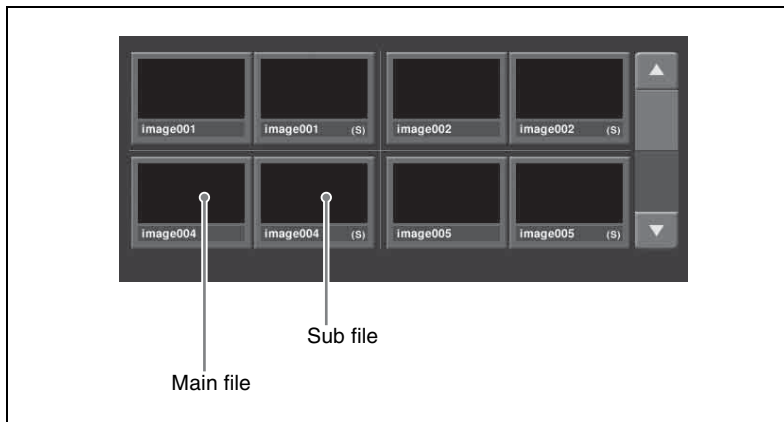 image001
image001 (S)
image002
image002 (S)
image004
image004 (S)
image005
image005 (S)
Sub file
Main file